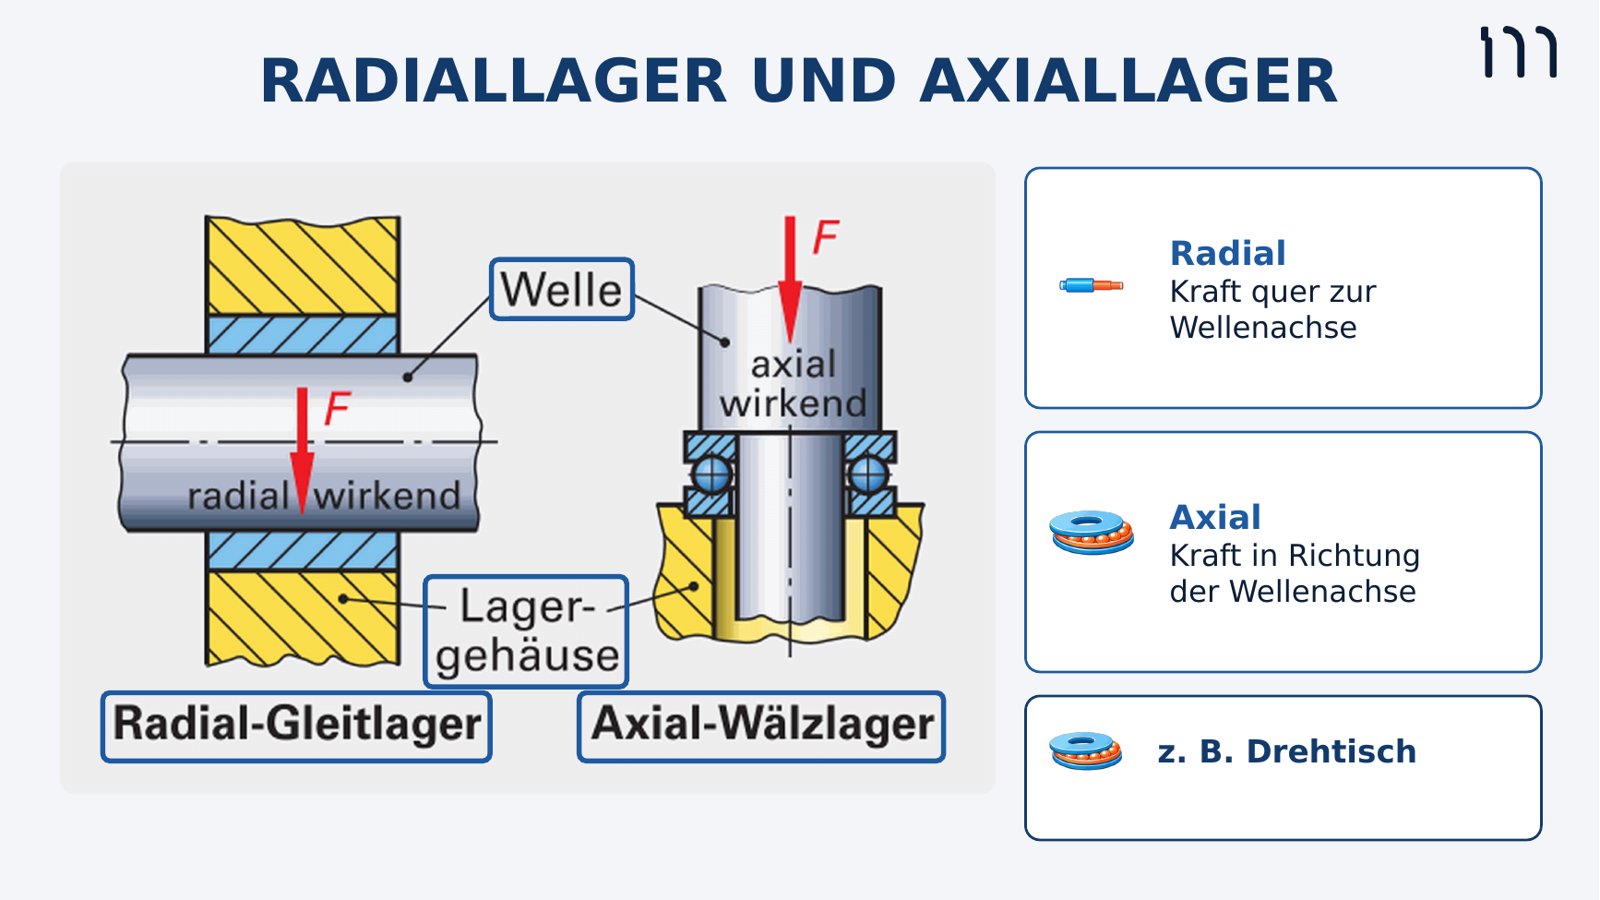 RADIALLAGER UND AXIALLAGER
F
Welle
axial
wirkend
F
radial wirkend
Lager-
gehäuse
Radial-Gleitlager
Axial-Wälzlager
Radial
Kraft quer zur
Wellenachse
Axial
Kraft in Richtung
der Wellenachse
z. B. Drehtisch